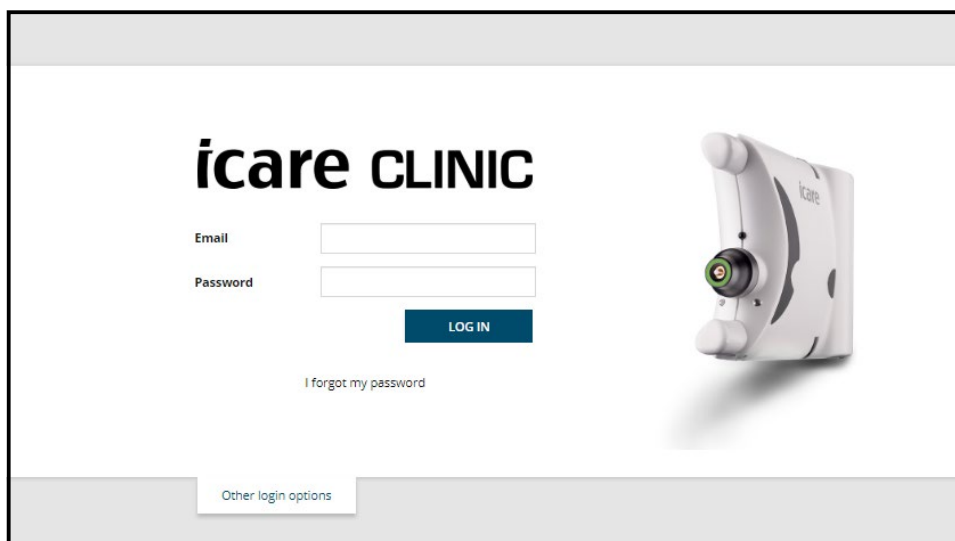 icare CLINIC
icare
Email
Password
LOG IN
I forgot my password
Other login options